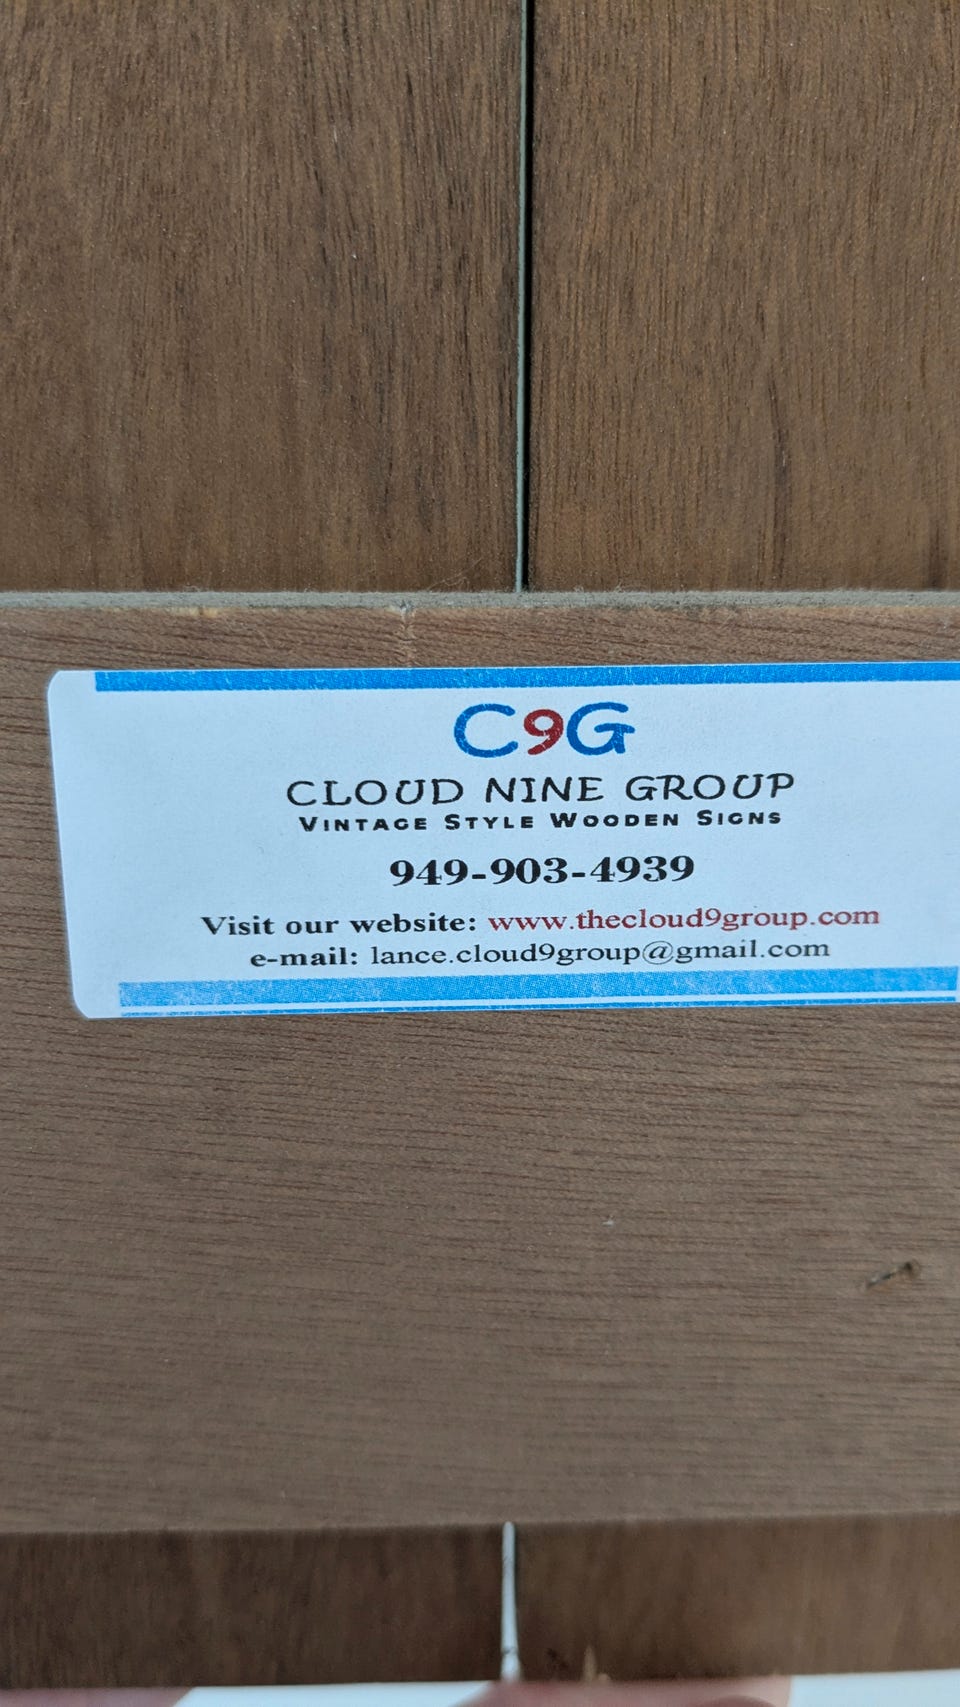 C9G
CLOUD NINE GROUP
VINTAGE STYLE WOODEN SIGNS
949-903-4939
Visit our website: www.thecloud9group.com
e-mail: lance.cloud9group@gmail.com